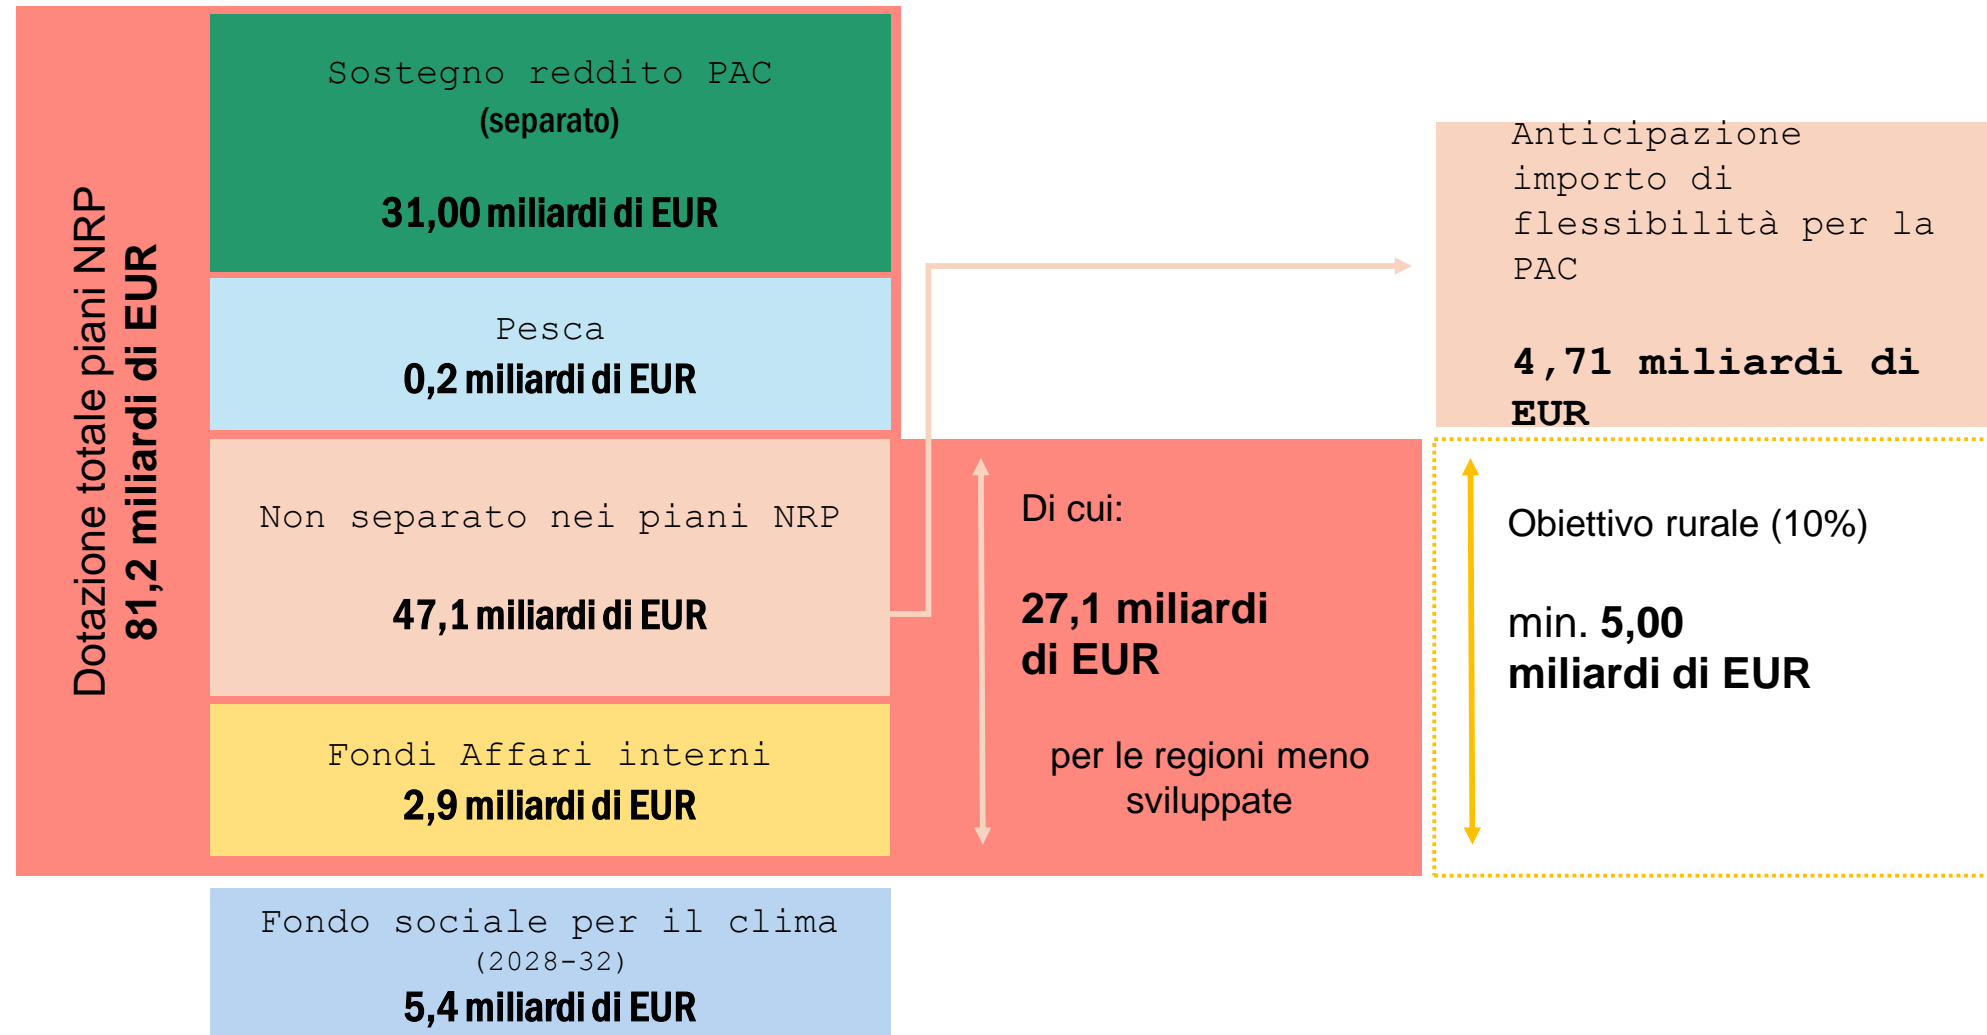 Dotazione totale piani NRP
81,2 miliardi di EUR
Sostegno reddito PAC
(separato)
31,00 miliardi di EUR
Pesca
0,2 miliardi di EUR
Non separato nei piani NRP
47,1 miliardi di EUR
Fondi Affari interni
2,9 miliardi di EUR
Fondo sociale per il clima
(2028-32)
5,4 miliardi di EUR
Di cui:
27,1 miliardi
di EUR
per le regioni meno
sviluppate
Anticipazione
importo di
flessibilità per la
PAC
4,71 miliardi di
EUR
Obiettivo rurale (10%)
min. 5,00
miliardi di EUR